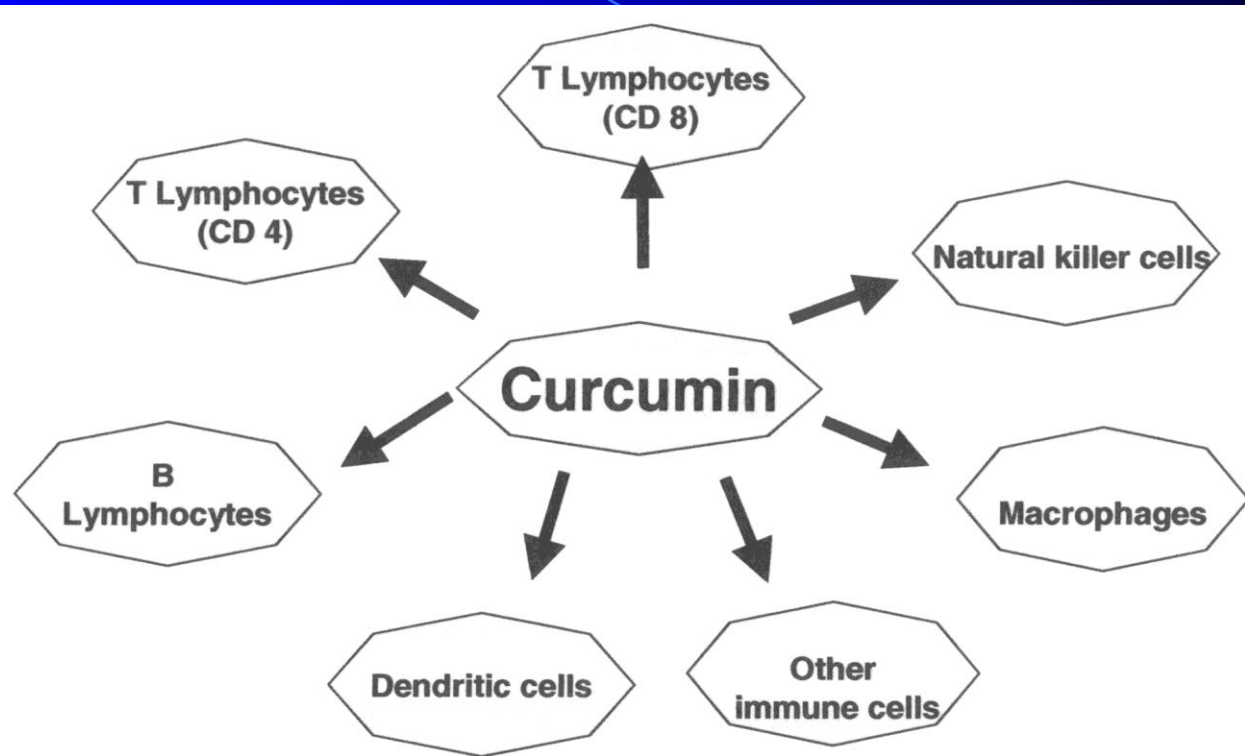 T Lymphocytes
(CD 8)
T Lymphocytes
(CD 4)
Natural killer cells
Curcumin
B
Lymphocytes
Macrophages
Dendritic cells
Other
immune cells